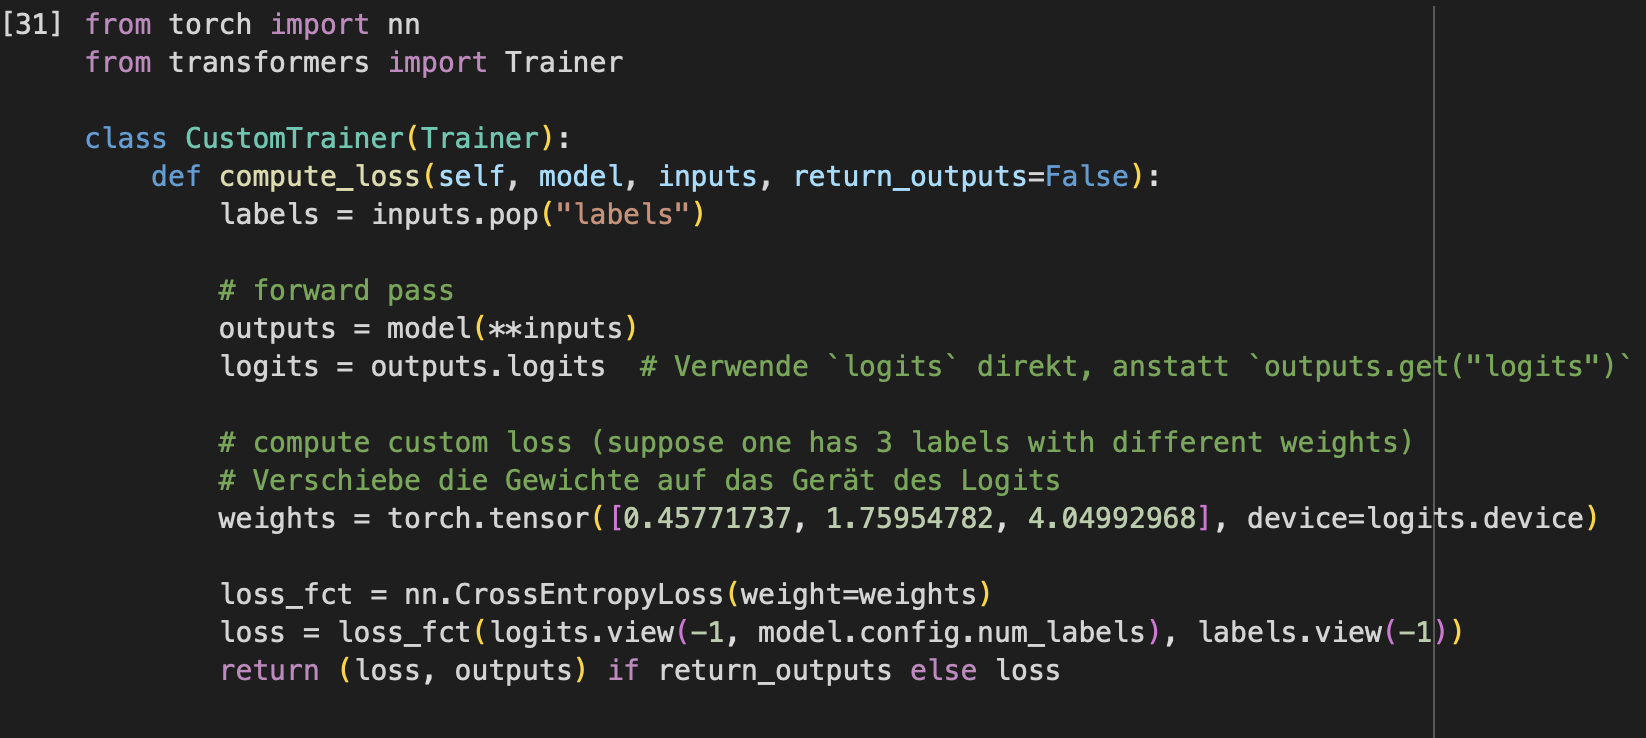 [31] from torch import nn
from transformers import Trainer
class CustomTrainer(Trainer):
def compute_loss(self, model, inputs, return_outputs=False):
labels = inputs.pop("labels")
# forward pass
outputs = model(**inputs)
logits = outputs.logits  # Verwende `logits` direkt, anstatt `outputs.get("logits")`
# compute custom loss (suppose one has 3 labels with different weights)
# Verschiebe die Gewichte auf das Gerät des Logits
weights = torch.tensor([0.45771737, 1.75954782, 4.04992968], device=logits.device)
loss_fct = nn.CrossEntropyLoss(weight=weights)
loss = loss_fct(logits.view(-1, model.config.num_labels), labels.view(-1))
return (loss, outputs) if return_outputs else loss